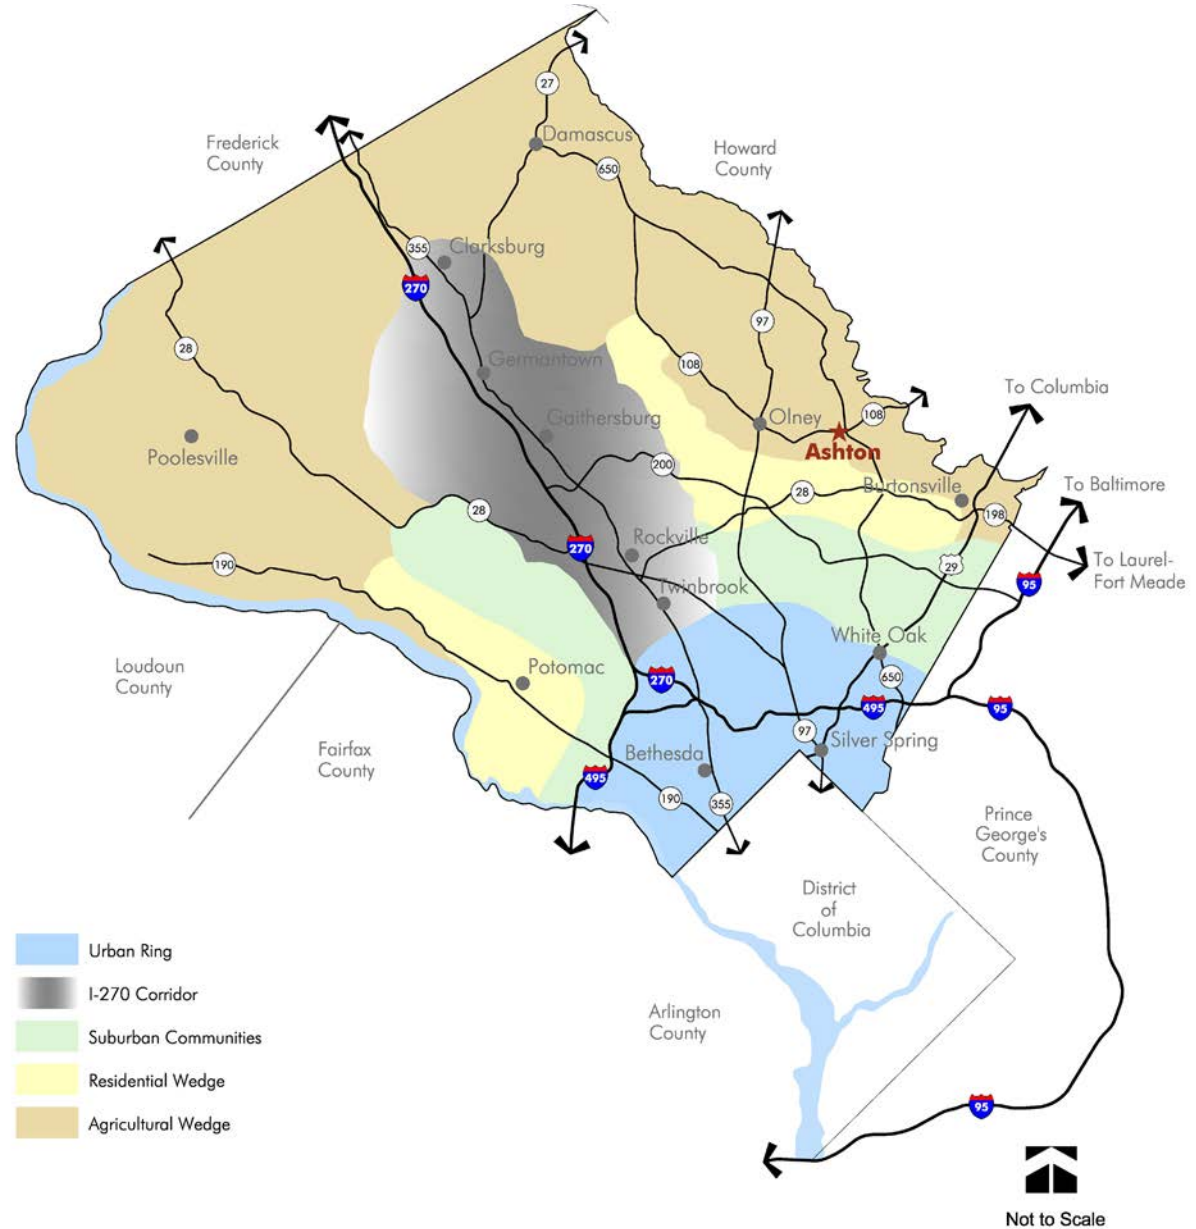 27
Damascus
Frederick
County
Howard
County
650
355
Clarksburg
270
97
28
Germantown
108
To Columbia
Gaithersburg
Olney
108
Ashton
Poolesville
200
28
Burtonsville
To Baltimore
28
198
Rockville
270
190
29
To Laurel-
Fort Meade
95
Twinbrook
White Oak
Loudoun
County
Potomac
270
650
495
95
97
Silver Spring
Fairfax
County
Bethesda
495
190
355
Prince
George's
County
District
of
Columbia
Urban Ring
I-270 Corridor
Suburban Communities
Residential Wedge
Agricultural Wedge
Arlington
County
95
Not to Scale